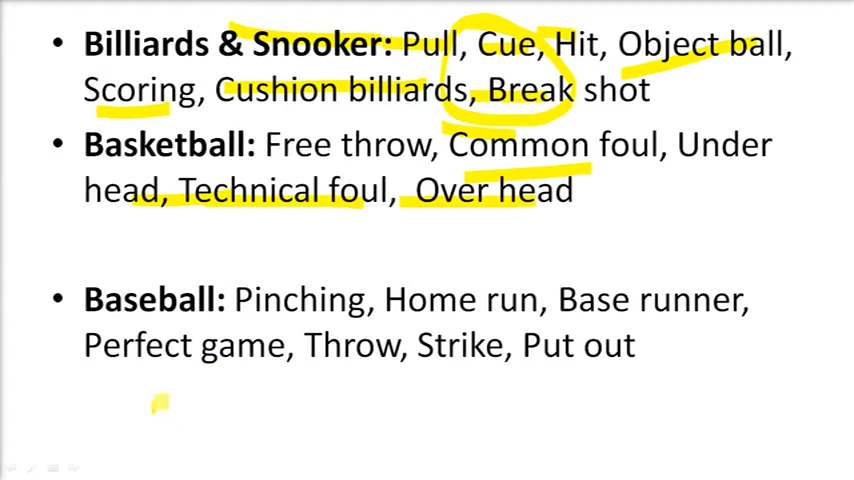 • Billiards & Snooker: Pull, Cue, Hit, Object ball,
Scoring, Cushion billiards, Break shot
• Basketball: Free throw, Common foul, Under
head, Technical foul, Over head
• Baseball: Pinching, Home run, Base runner,
Perfect game, Throw, Strike, Put out